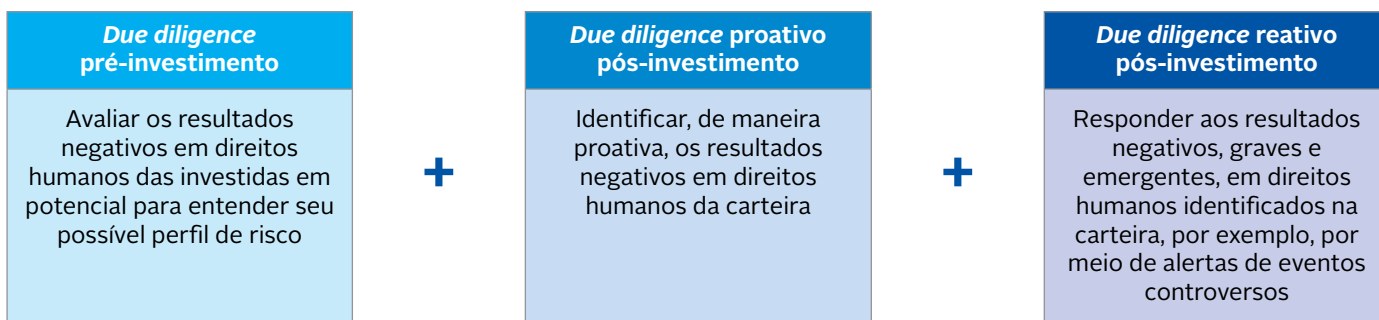 Due diligence
pré-investimento
Avaliar os resultados
negativos em direitos
humanos das investidas em
potencial para entender seu
possível perfil de risco
+
Due diligence proativo
pós-investimento
Identificar, de maneira
proativa, os resultados
negativos em direitos
humanos da carteira
+
Due diligence reativo
pós-investimento
Responder aos resultados
negativos, graves e
emergentes, em direitos
humanos identificados na
carteira, por exemplo, por
meio de alertas de eventos
controversos